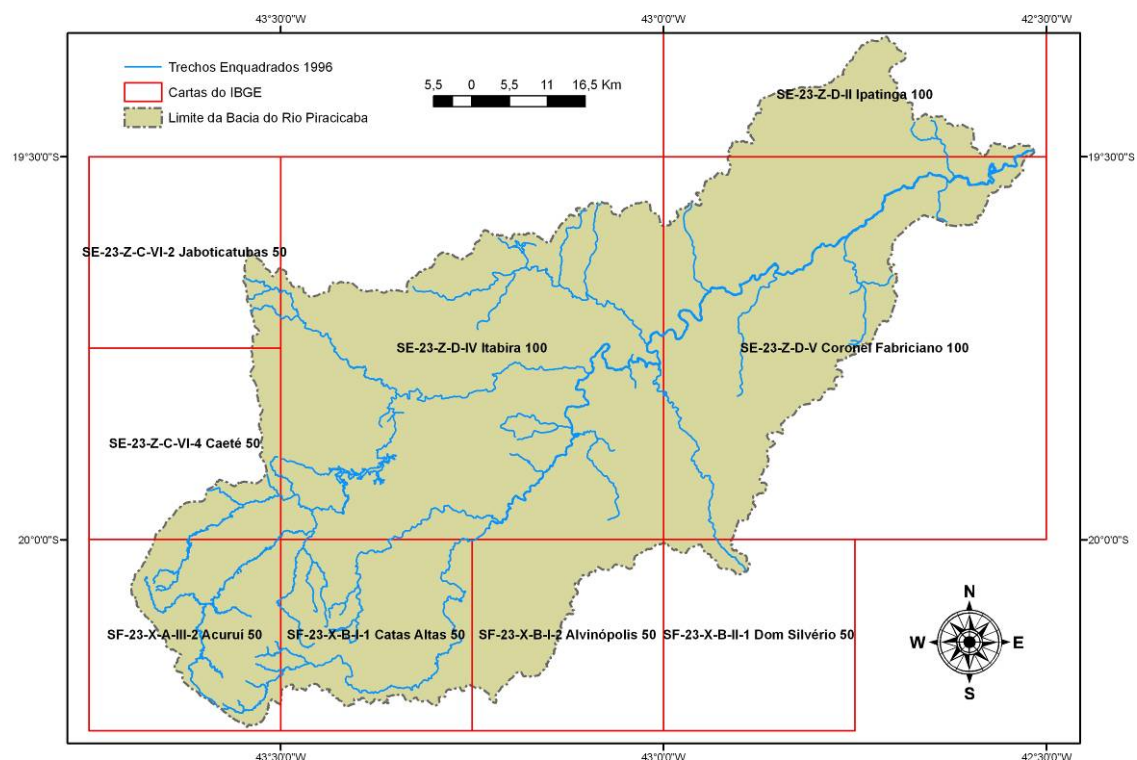 43°30'0"W 43°0'0"W 42°30'0"W
Trechos Enquadrados 1996
Cartas do IBGE
Limite da Bacia do Rio Piracicaba
5,5 0 5,5 11 16,5 Km
SE-23-Z-D-II Ipatinga 100
19°30'0"S 19°30'0"S
SE-23-Z-C-VI-2 Jaboticatubas 50
SE-23-Z-D-IV Itabira 100
SE-23-Z-D-V Coronel Fabriciano 100
SE-23-Z-C-VI-4 Caeté 50
20°0'0"S 20°0'0"S
SF-23-X-A-III-2 Acuruí 50
SF-23-X-B-I-1 Catas Altas 50
SF-23-X-B-I-2 Alvinópolis 50
SF-23-X-B-II-1 Dom Silvério 50
N
W E
S
43°30'0"W 43°0'0"W 42°30'0"W